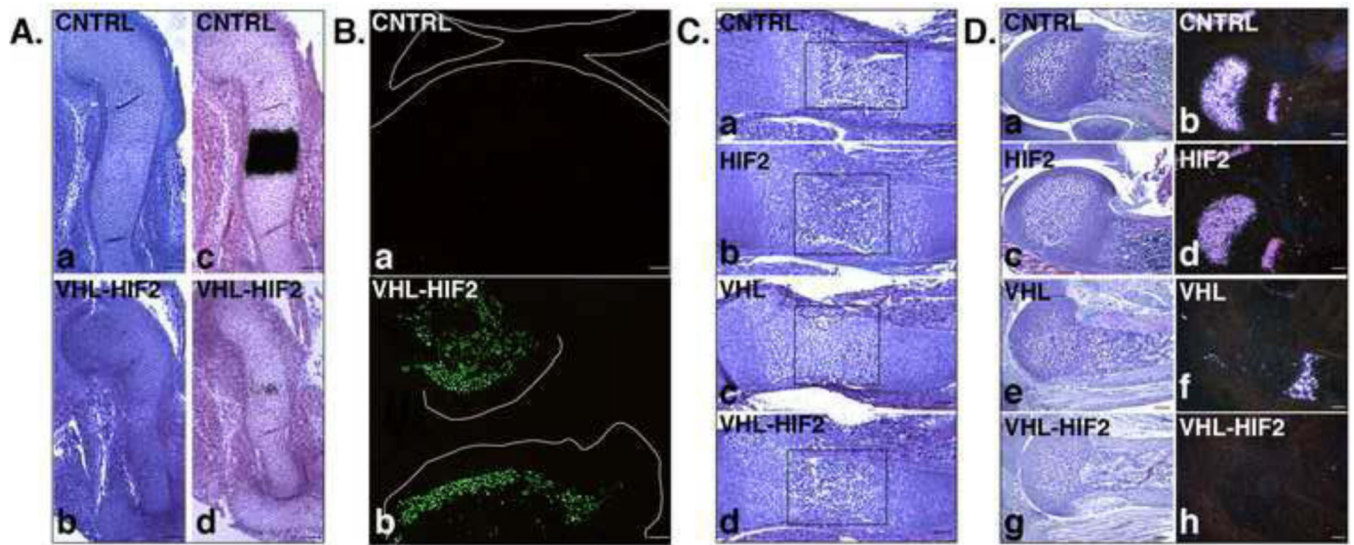 A.
CNTRL
a
CNTRL
c
VHL-HIF2
b
VHL-HIF2
d
B.
CNTRL
a
VHL-HIF2
b
C.
CNTRL
a
HIF2
b
VHL
c
VHL-HIF2
d
D.
CNTRL
a
CNTRL
b
HIF2
c
HIF2
d
VHL
e
VHL
f
VHL-HIF2
g
VHL-HIF2
h